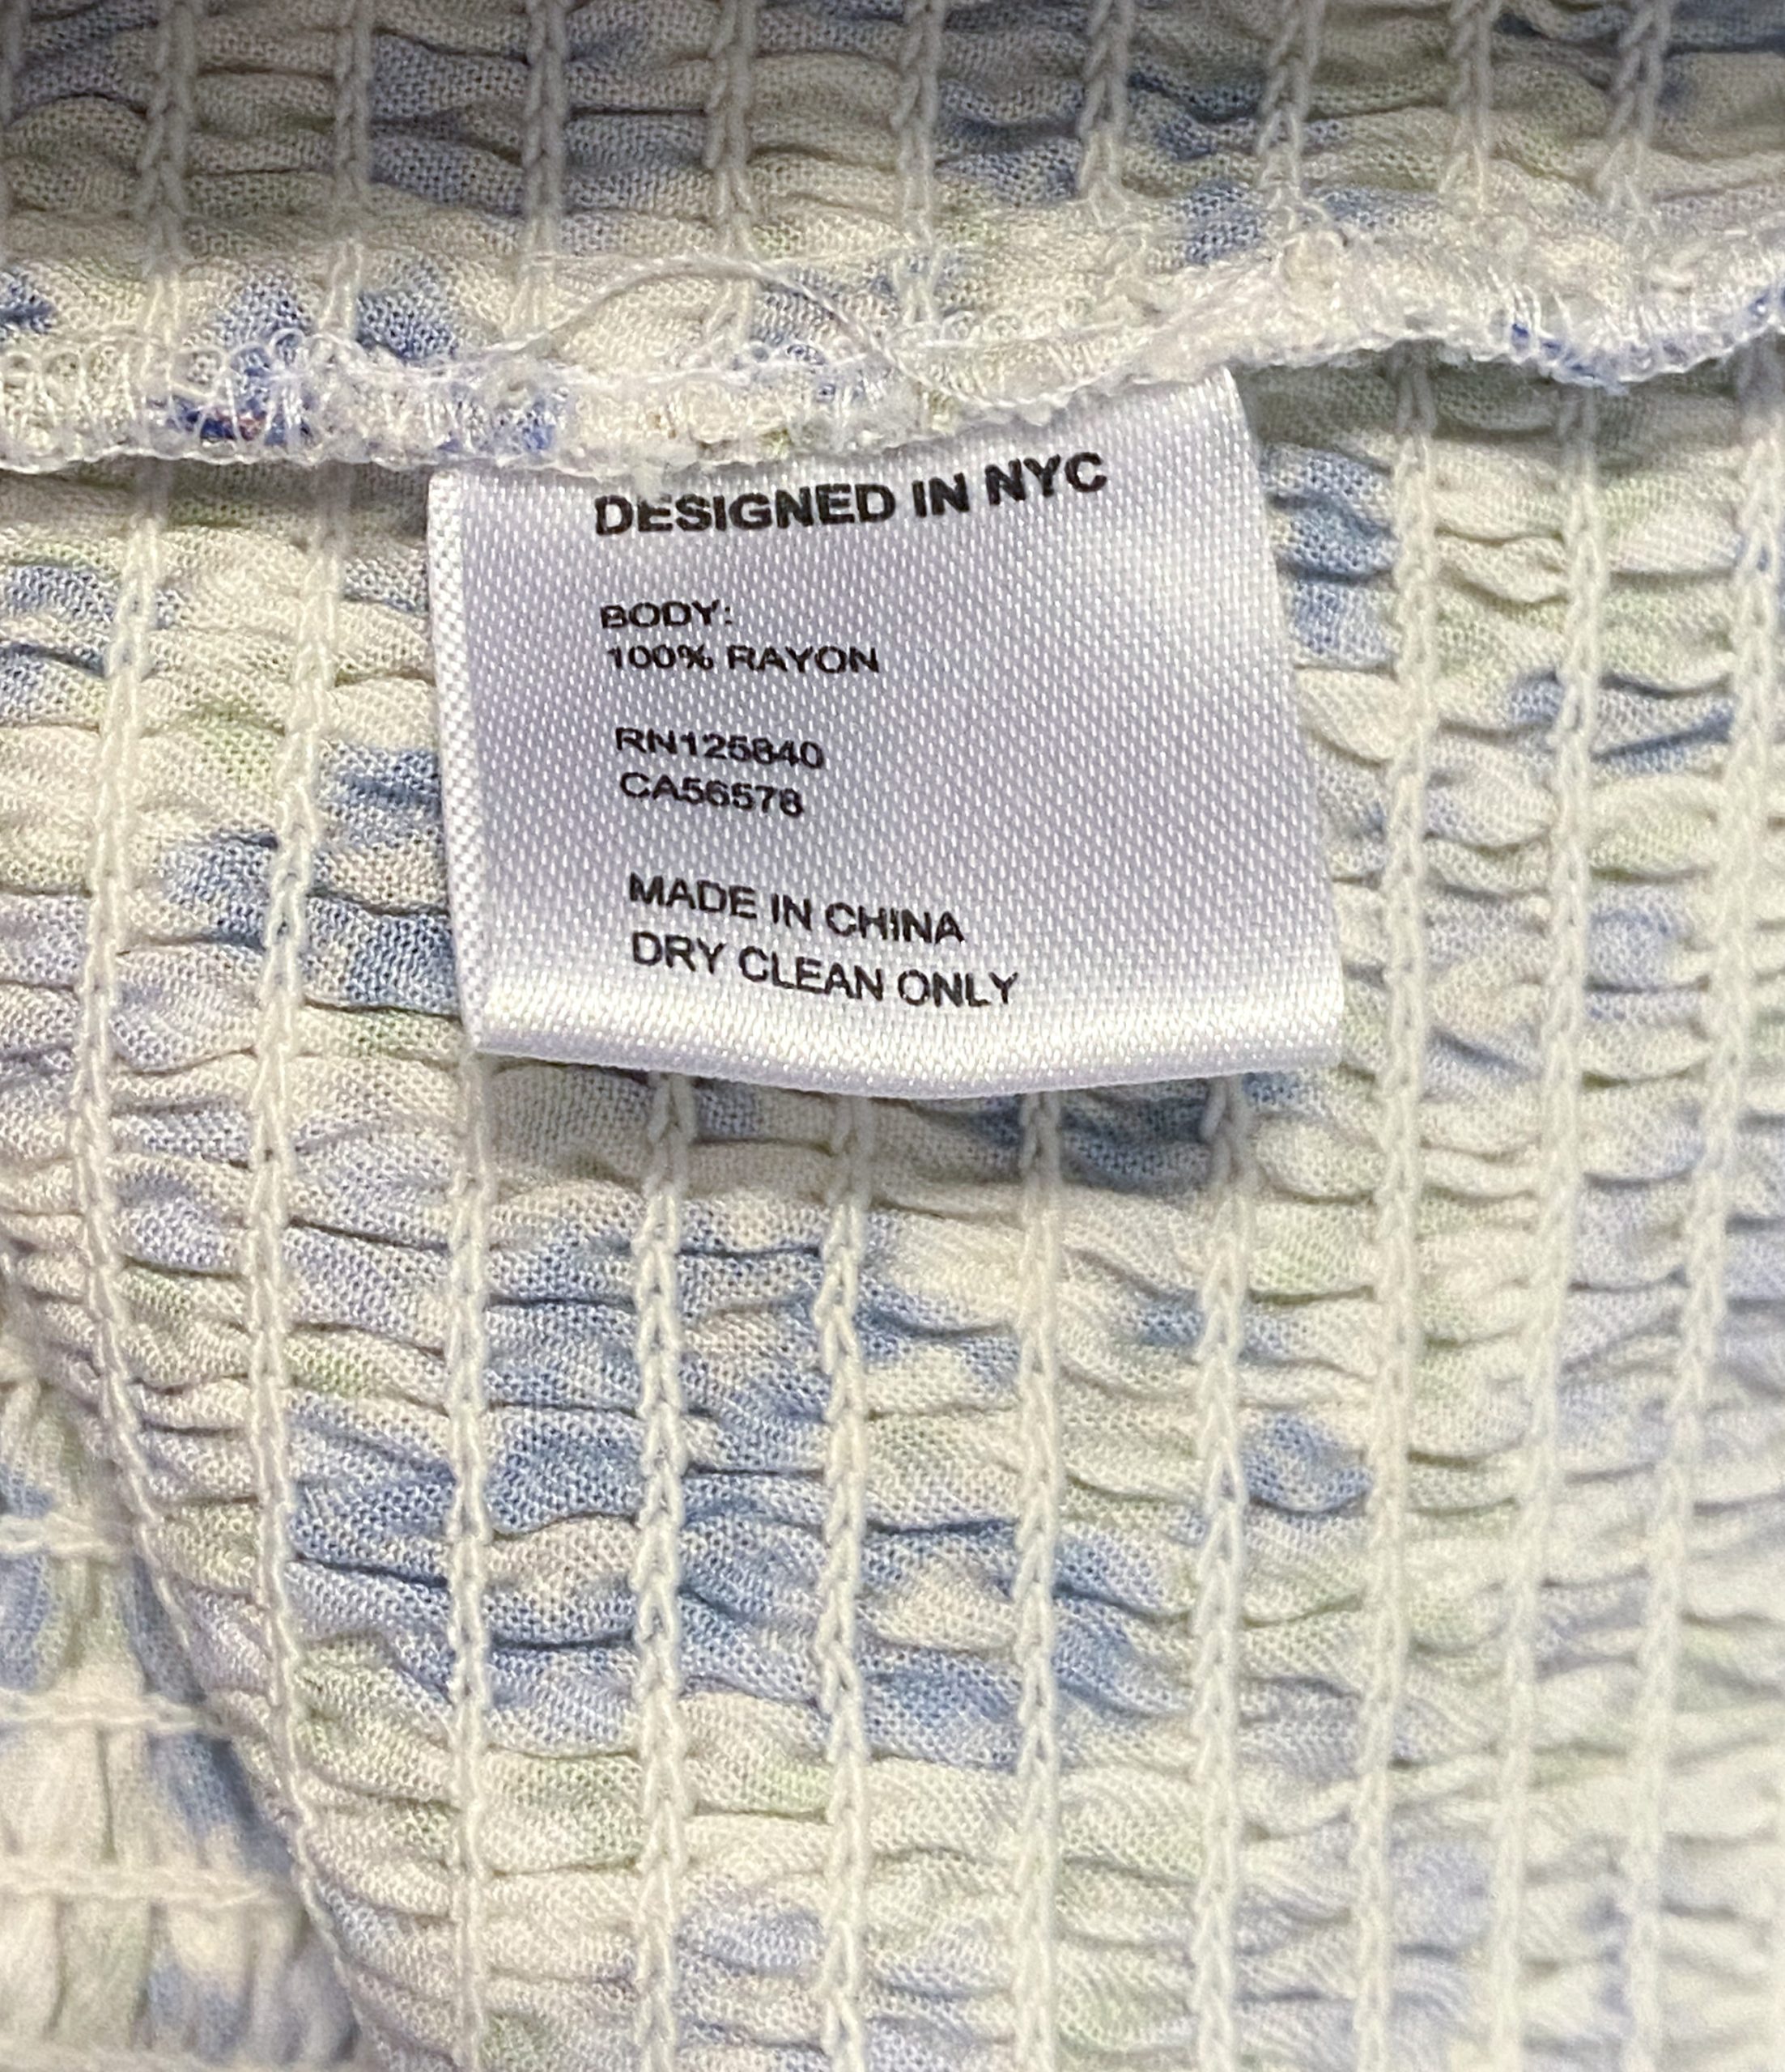 DESIGNED IN NYC
BODY:
100% RAYON
RN125840
CA56578
MADE IN CHINA
DRY CLEAN ONLY